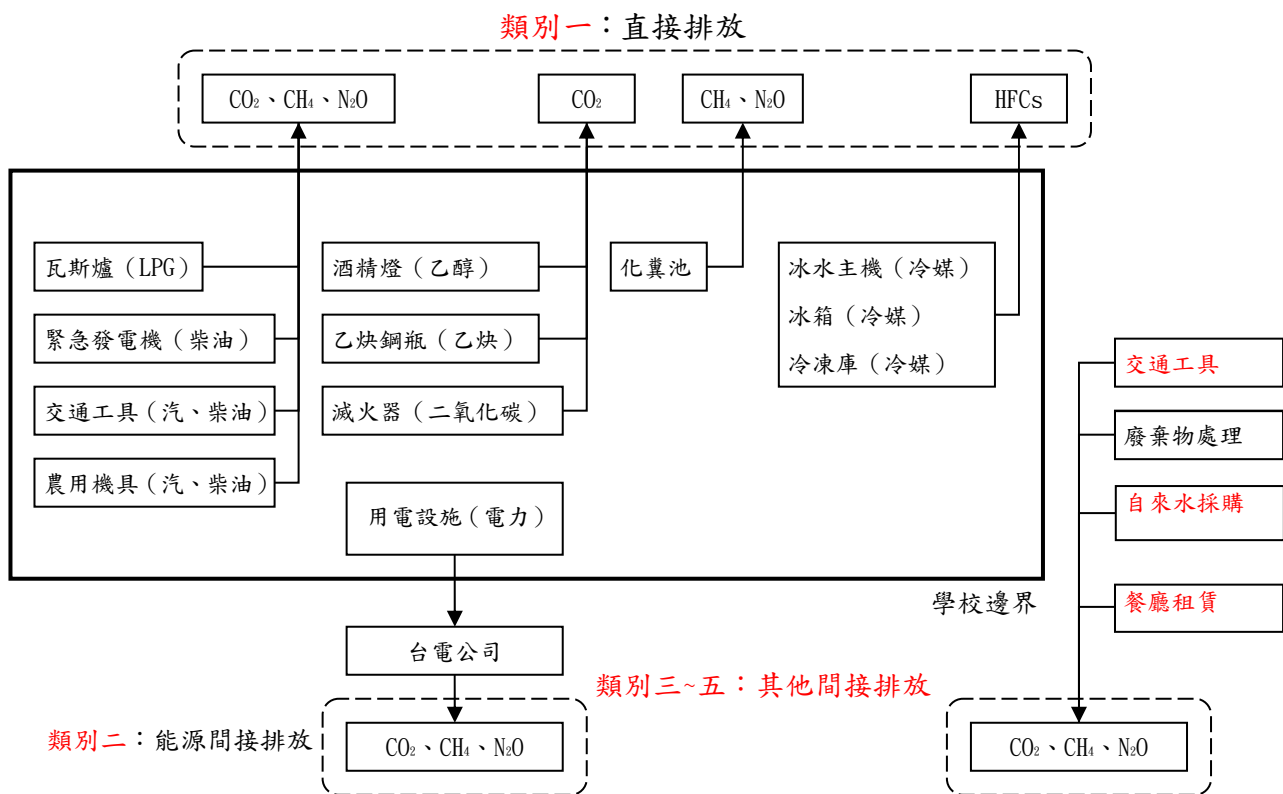 類別一：直接排放
CO₂、CH₄、N₂O
CO₂
CH₄、N₂O
HFCs
瓦斯爐（LPG）
緊急發電機（柴油）
交通工具（汽、柴油）
農用機具（汽、柴油）
酒精燈（乙醇）
乙炔鋼瓶（乙炔）
滅火器（二氧化碳）
化糞池
冰水主機（冷媒）
冰箱（冷媒）
冷凍庫（冷媒）
用電設施（電力）
學校邊界
交通工具
廢棄物處理
自來水採購
餐廳租賃
台電公司
類別三~五：其他間接排放
類別二：能源間接排放
CO₂、CH₄、N₂O
CO₂、CH₄、N₂O